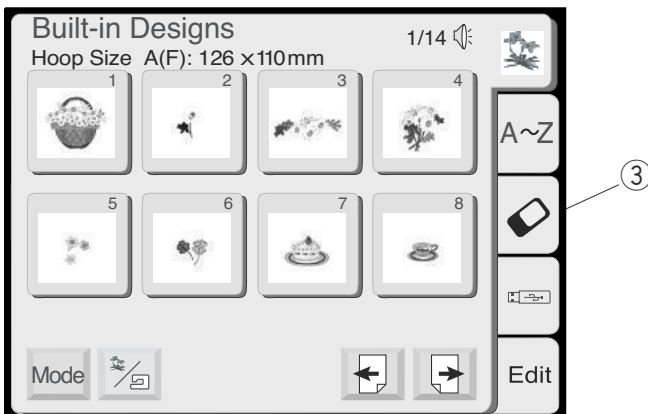 Built-in Designs
1/14
Hoop Size A(F): 126 ×110mm
1
2
3
4
A~Z
③
5
6
7
8
Mode
Edit